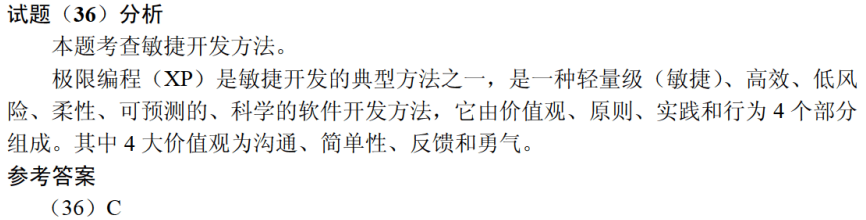 试题（36）分析
本题考查敏捷开发方法。
极限编程（XP）是敏捷开发的典型方法之一，是一种轻量级（敏捷）、高效、低风
险、柔性、可预测的、科学的软件开发方法，它由价值观、原则、实践和行为 4 个部分
组成。其中 4 大价值观为沟通、简单性、反馈和勇气。
参考答案
（36）C